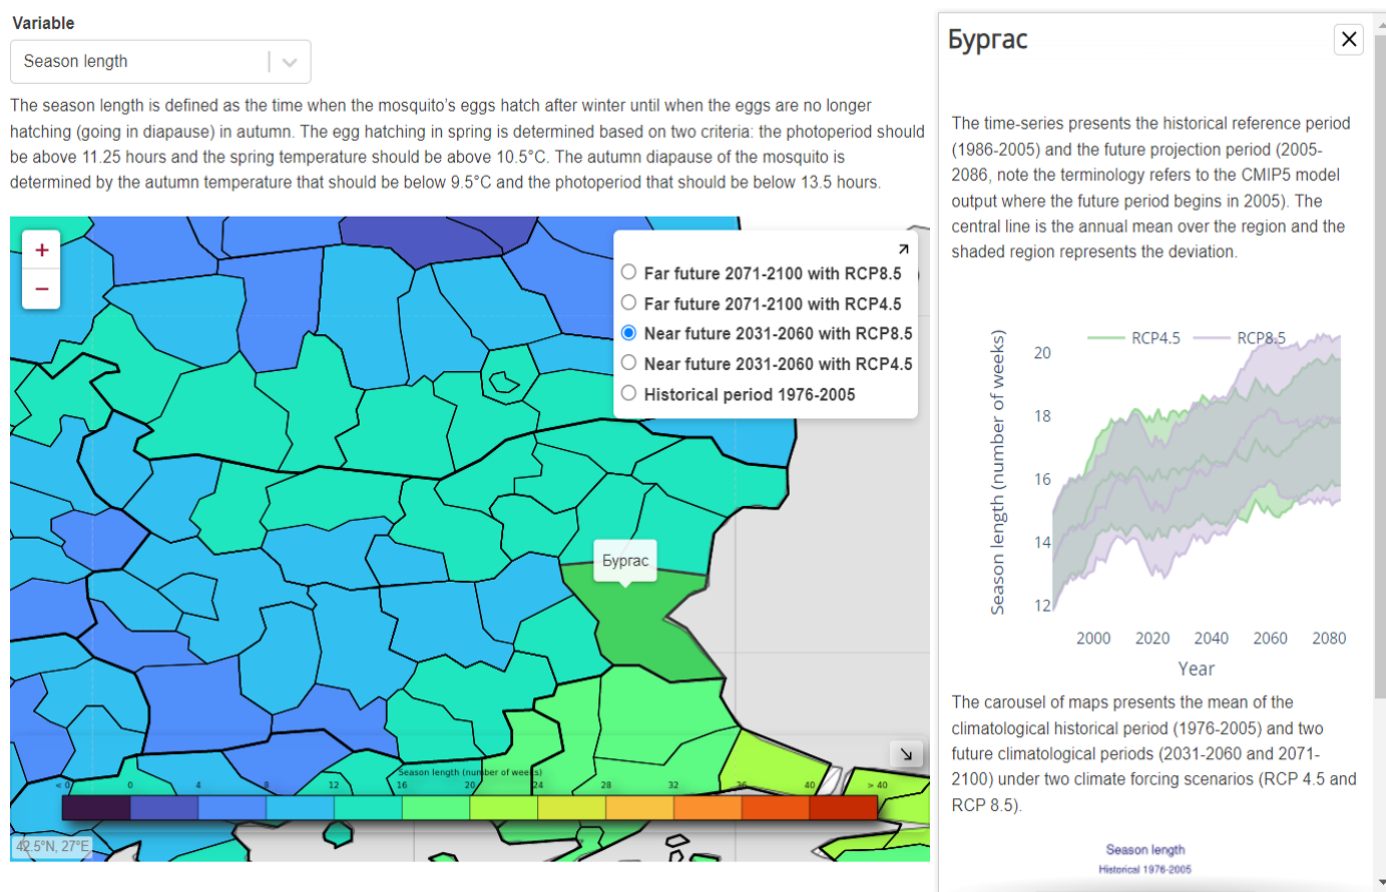 Variable
Season length
The season length is defined as the time when the mosquito's eggs hatch after winter until when the eggs are no longer
hatching (going in diapause) in autumn. The egg hatching in spring is determined based on two criteria: the photoperiod should
be above 11.25 hours and the spring temperature should be above 10.5°C. The autumn diapause of the mosquito is
determined by the autumn temperature that should be below 9.5°C and the photoperiod that should be below 13.5 hours.
+
−
Far future 2071-2100 with RCP8.5
Far future 2071-2100 with RCP4.5
Near future 2031-2060 with RCP8.5
Near future 2031-2060 with RCP4.5
Historical period 1976-2005
Бургас
Season length (number of weeks)
< 0 0 4 8 12 16 20 24 28 32 36 40 > 40
42.5°N, 27°E
Бургас
The time-series presents the historical reference period
(1986-2005) and the future projection period (2005-
2086, note the terminology refers to the CMIP5 model
output where the future period begins in 2005). The
central line is the annual mean over the region and the
shaded region represents the deviation.
RCP4.5 RCP8.5
Season length (number of weeks)
20
18
16
14
12
2000 2020 2040 2060 2080
Year
The carousel of maps presents the mean of the
climatological historical period (1976-2005) and two
future climatological periods (2031-2060 and 2071-
2100) under two climate forcing scenarios (RCP 4.5 and
RCP 8.5).
Season length
Historical 1976-2005